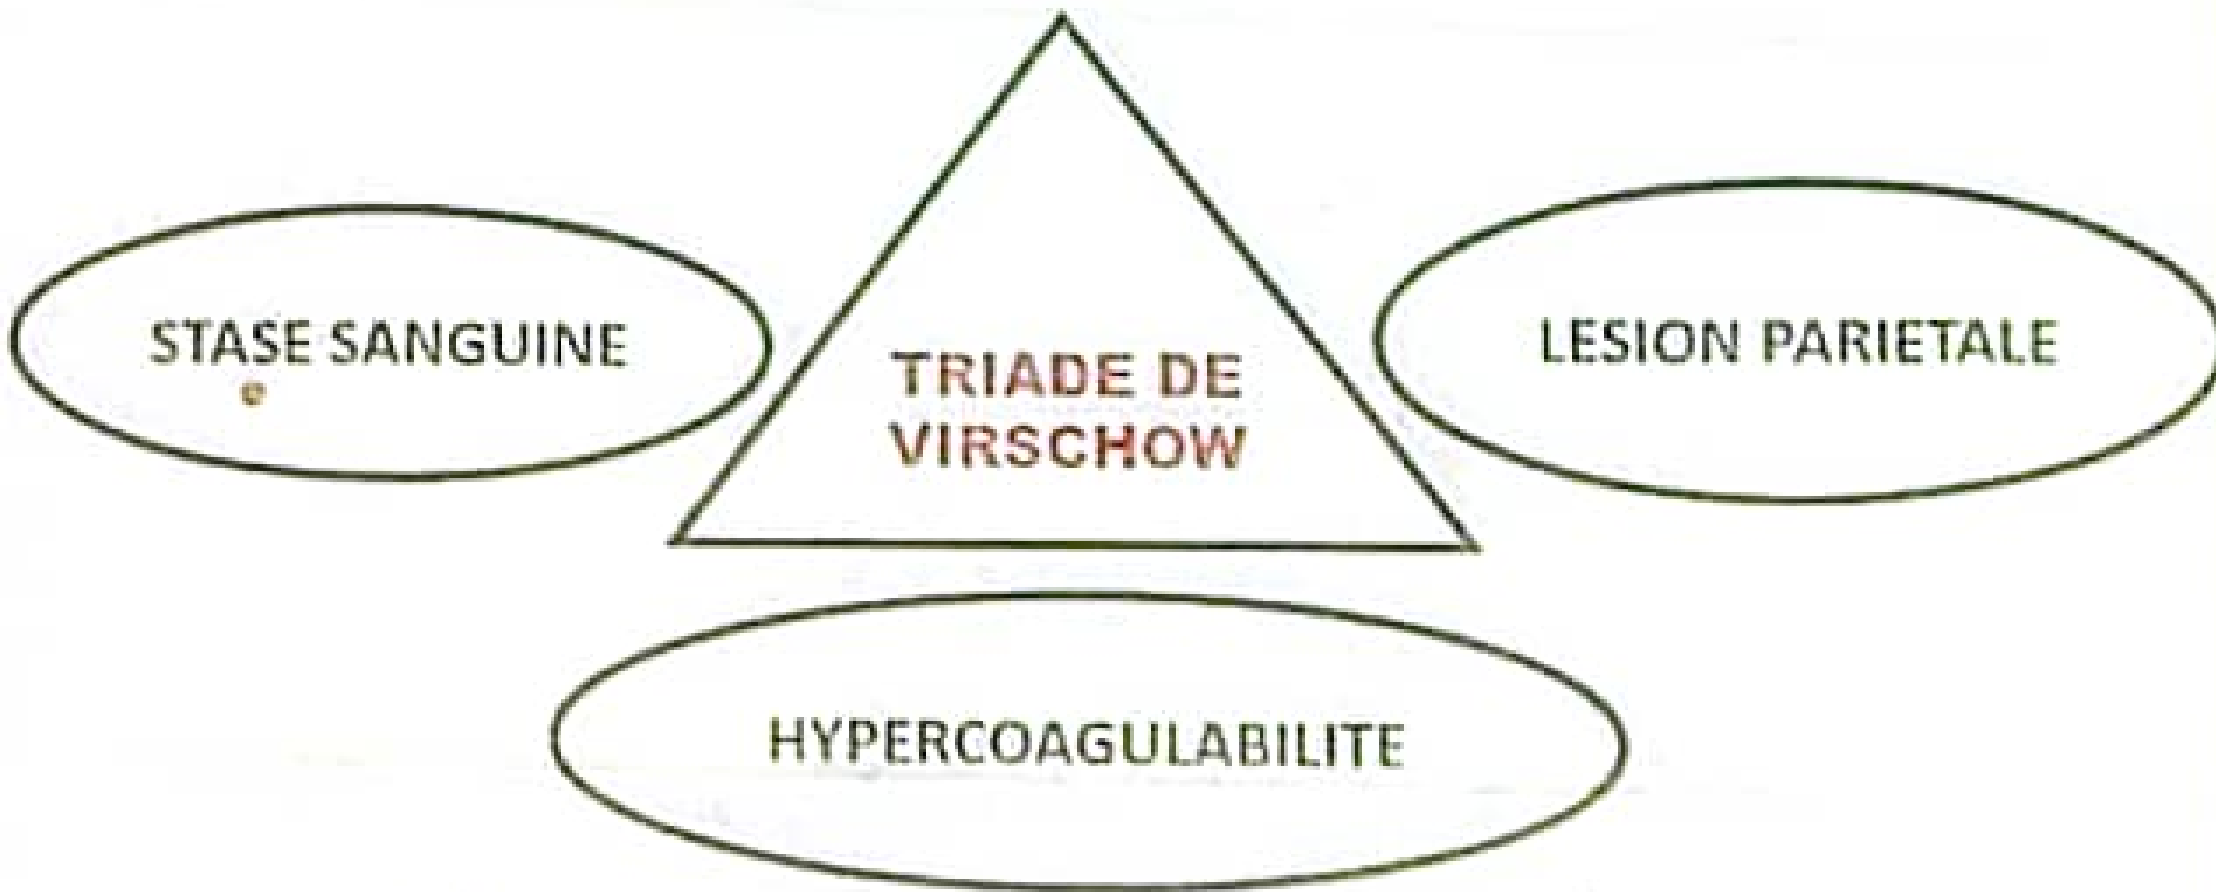 STASE SANGUINE
TRIADE DE
VIRSCHOW
LESION PARIETALE
HYPERCOAGULABILITE